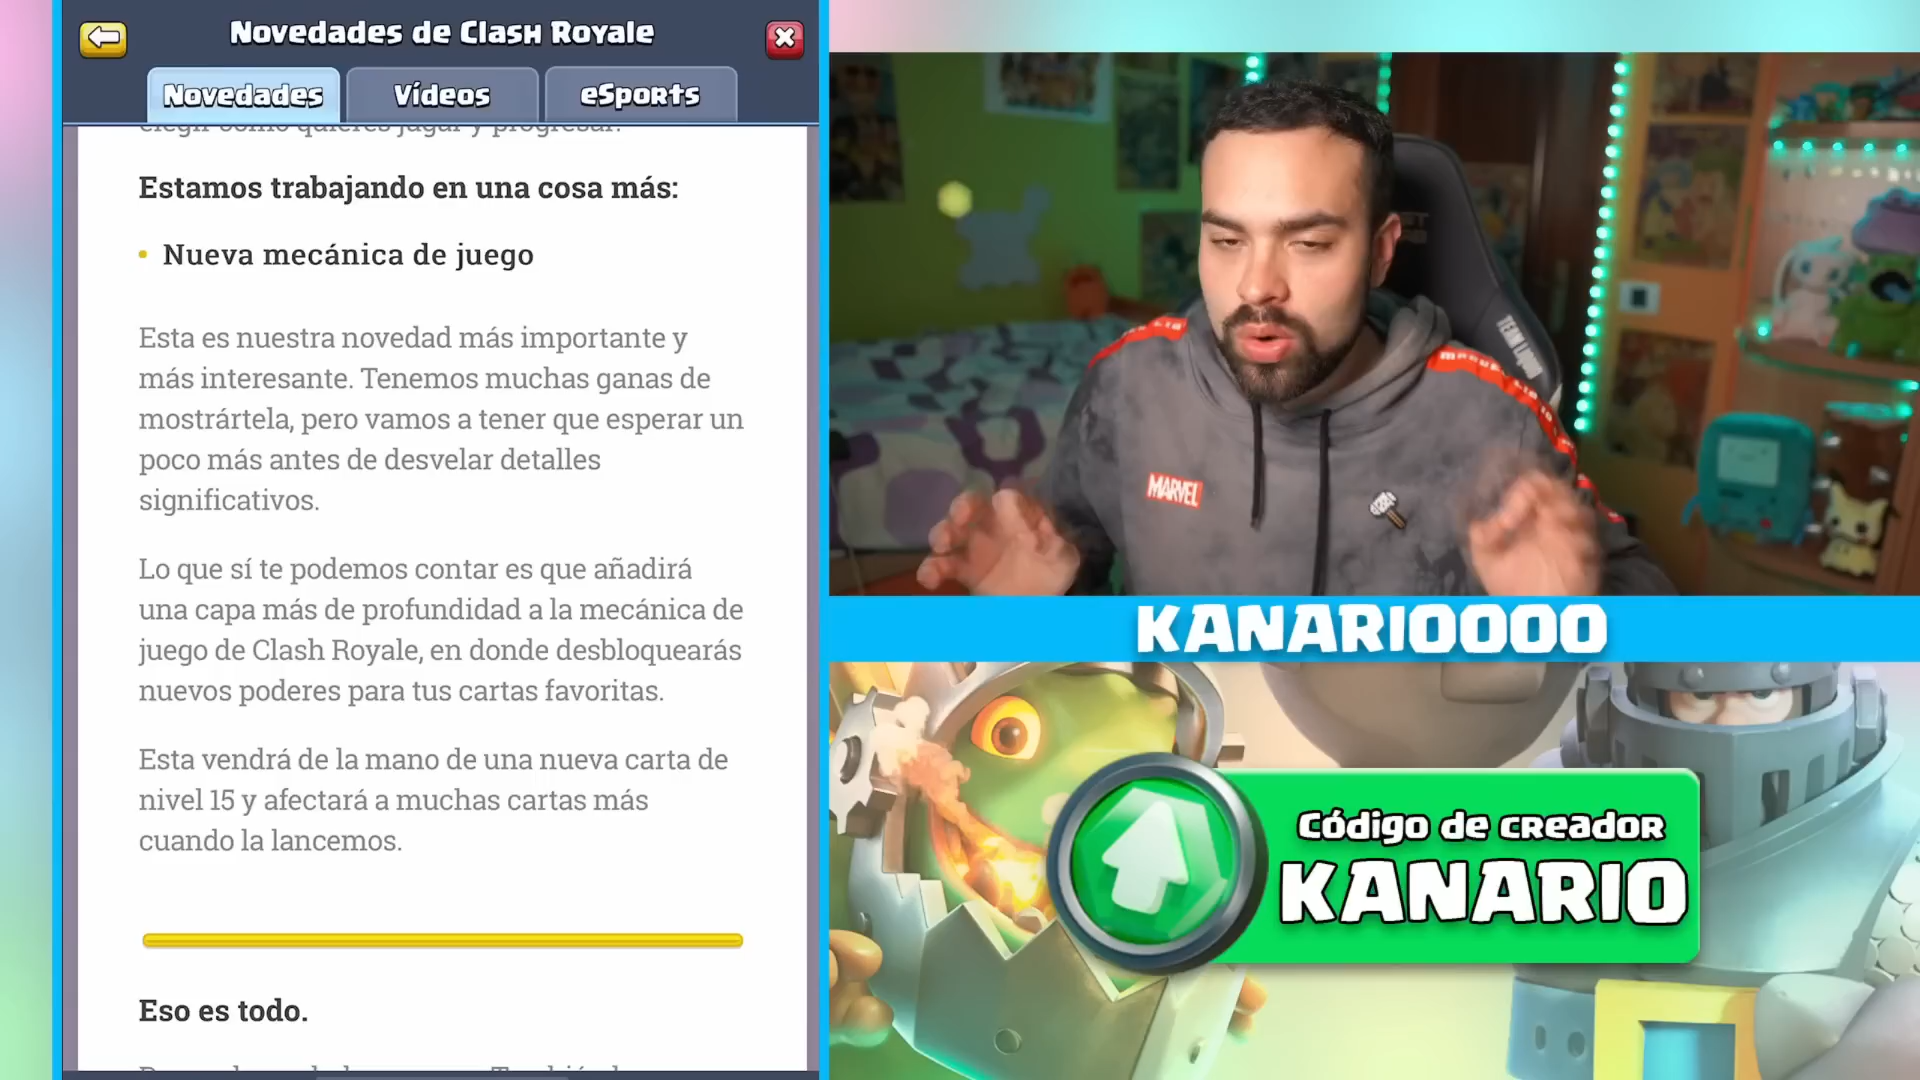 Novedades de Clash Royale
Novedades
Vídeos
eSports
elegir cómo quieres jugar y progresar.
Estamos trabajando en una cosa más:
• Nueva mecánica de juego
Esta es nuestra novedad más importante y
más interesante. Tenemos muchas ganas de
mostrártela, pero vamos a tener que esperar un
poco más antes de desvelar detalles
significativos.
Lo que sí te podemos contar es que añadirá
una capa más de profundidad a la mecánica de
juego de Clash Royale, en donde desbloquearás
nuevos poderes para tus cartas favoritas.
Esta vendrá de la mano de una nueva carta de
nivel 15 y afectará a muchas cartas más
cuando la lancemos.
Eso es todo.
MARVEL
KANARIOOOO
Código de creador
KANARIO